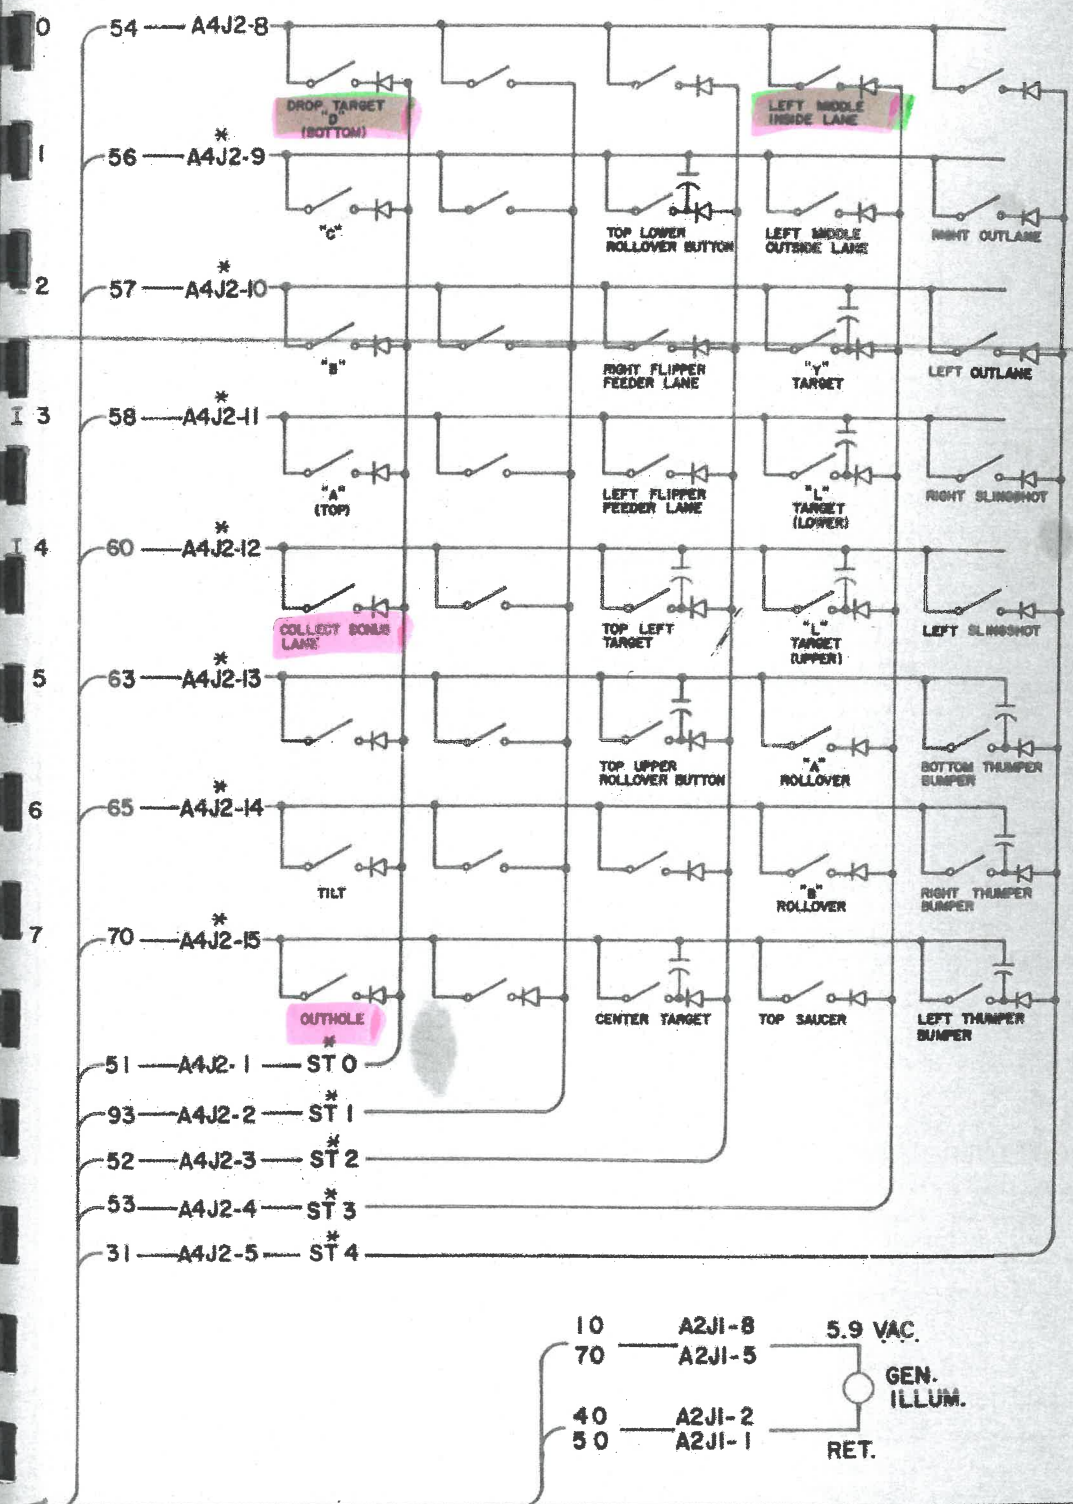 0 54 A4J2-8
DROP TARGET
"D"
(BOTTOM)
LEFT MIDDLE
INSIDE LANE
*
1 56 A4J2-9
"C"
TOP LOWER
ROLLOVER BUTTON
LEFT MIDDLE
OUTSIDE LANE
RIGHT OUTLANE
*
2 57 A4J2-10
"B"
RIGHT FLIPPER
FEEDER LANE
"Y"
TARGET
LEFT OUTLANE
*
I 3 58 A4J2-11
"A"
(TOP)
LEFT FLIPPER
FEEDER LANE
"L"
TARGET
(LOWER)
RIGHT SLINGSHOT
*
I 4 60 A4J2-12
COLLECT BONUS
LANE
TOP LEFT
TARGET
"L"
TARGET
(UPPER)
LEFT SLINGSHOT
*
5 63 A4J2-13
TOP UPPER
ROLLOVER BUTTON
"A"
ROLLOVER
BOTTOM THUMPER
BUMPER
*
6 65 A4J2-14
TILT
"B"
ROLLOVER
RIGHT THUMPER
BUMPER
*
7 70 A4J2-15
OUTHOLE
CENTER TARGET
TOP SAUCER
LEFT THUMPER
BUMPER
*
51 A4J2-1 ST 0
*
93 A4J2-2 ST 1
*
52 A4J2-3 ST 2
*
53 A4J2-4 ST 3
*
31 A4J2-5 ST 4
10 A2J1-8 5.9 VAC.
70 A2J1-5
GEN.
ILLUM.
40 A2J1-2
50 A2J1-1
RET.